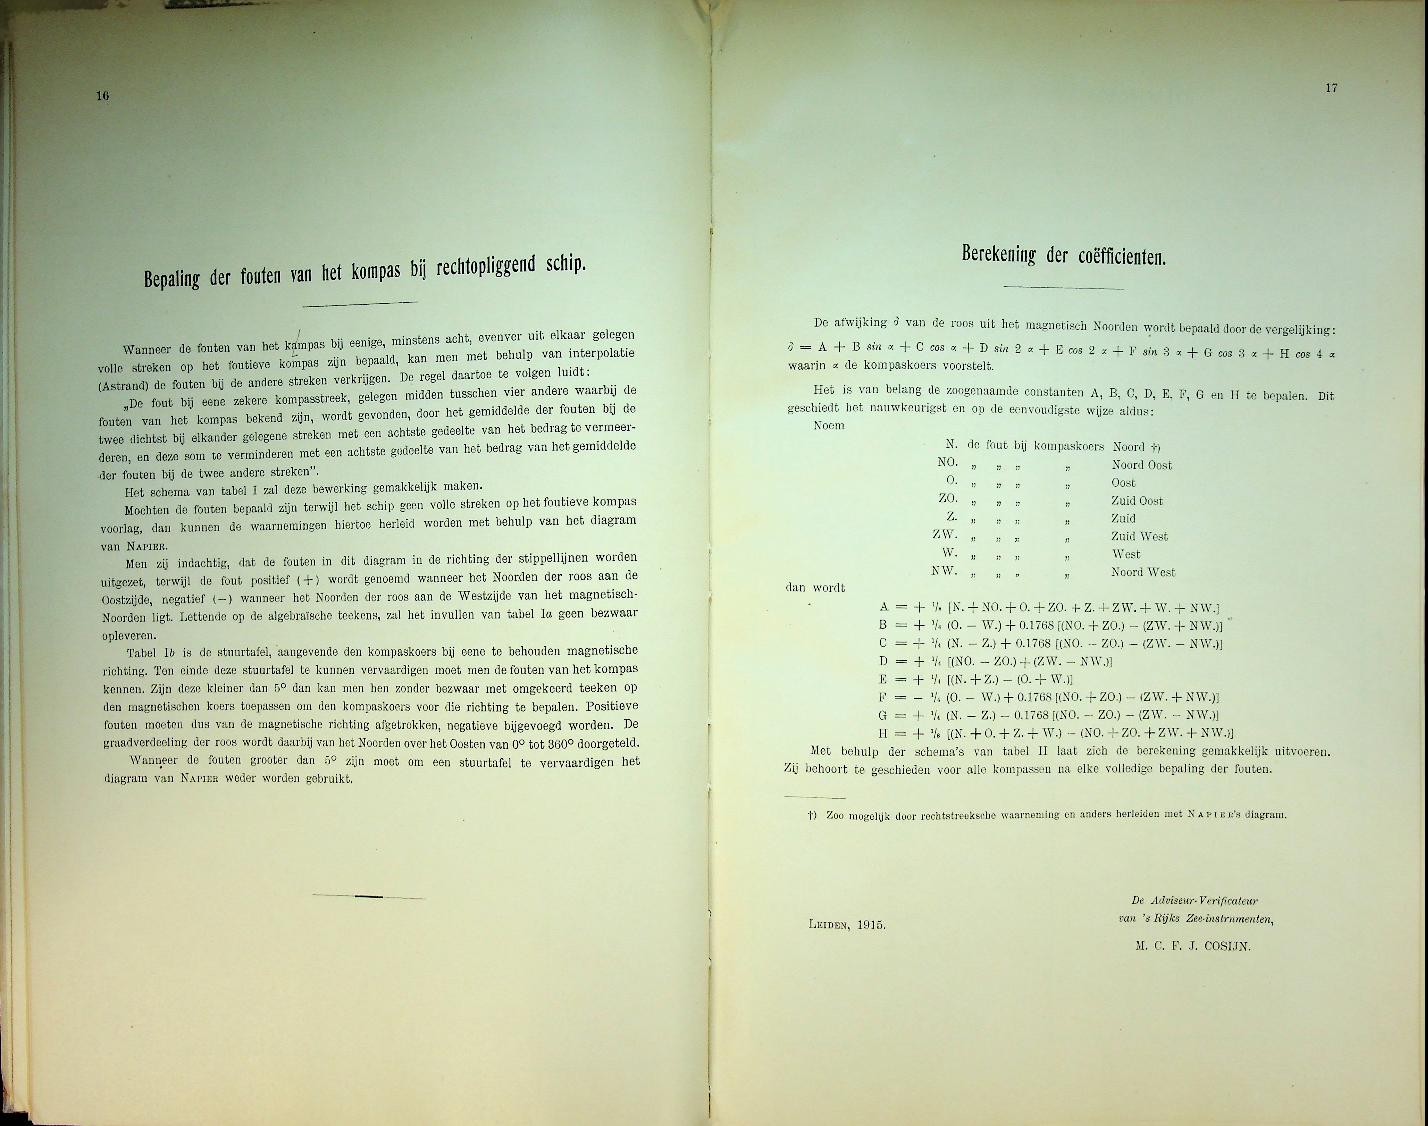 16
Bepaling der fouten van het kompas bij rechtopliggend schip.
Wanneer de fouten van het kompas bij eenige, minstens acht, evenver uit elkaar gelegen
volle streken op het foutieve kompas zijn bepaald, kan men met behulp van interpolatie
(Astrand) de fouten bij de andere streken verkrijgen. De regel daartoe te volgen luidt:
„De fout bij eene zekere kompasstreek, gelegen midden tusschen vier andere waarbij de
fouten van het kompas bekend zijn, wordt gevonden, door het gemiddelde der fouten bij de
twee dichtst bij elkander gelegene streken met een achtste gedeelte van het bedrag te vermeer-
deren, en deze som te verminderen met een achtste gedeelte van het bedrag van het gemiddelde
der fouten bij de twee andere streken”.
Het schema van tabel I zal deze bewerking gemakkelijk maken.
Mochten de fouten bepaald zijn terwijl het schip geen volle streken op het foutieve kompas
voorlag, dan kunnen de waarnemingen hiertoe herleid worden met behulp van het diagram
van NAPIER.
Men zij indachtig, dat de fouten in dit diagram in de richting der stippellijnen worden
uitgezet, terwijl de fout positief (+) wordt genoemd wanneer het Noorden der roos aan de
Oostzijde, negatief (−) wanneer het Noorden der roos aan de Westzijde van het magnetisch-
Noorden ligt. Lettende op de algebraïsche teekens, zal het invullen van tabel Ia geen bezwaar
opleveren.
Tabel 1b is de stuurtafel, aangevende den kompaskoers bij eene te behouden magnetische
richting. Ten einde deze stuurtafel te kunnen vervaardigen moet men de fouten van het kompas
kennen. Zijn deze kleiner dan 5° dan kan men hen zonder bezwaar met omgekeerd teeken op
den magnetischen koers toepassen om den kompaskoers voor die richting te bepalen. Positieve
fouten moeten dus van de magnetische richting afgetrokken, negatieve bijgevoegd worden. De
graadverdeeling der roos wordt daarbij van het Noorden over het Oosten van 0° tot 360° doorgeteld.
Wanneer de fouten grooter dan 5° zijn moet om een stuurtafel te vervaardigen het
diagram van NAPIER weder worden gebruikt.
17
Berekening der coëfficienten.
De afwijking δ van de roos uit het magnetisch Noorden wordt bepaald door de vergelijking:
δ = A + B sin α + C cos α + D sin 2 α + E cos 2 α + F sin 3 α + G cos 3 α + H cos 4 α
waarin α de kompaskoers voorstelt.
Het is van belang de zoogenaamde constanten A, B, C, D, E, F, G en H te bepalen. Dit
geschiedt het nauwkeurigst en op de eenvoudigste wijze aldus:
Noem
N. de fout bij kompaskoers Noord †)
NO. „ „ „ „ Noord Oost
O. „ „ „ „ Oost
ZO. „ „ „ „ Zuid Oost
Z. „ „ „ „ Zuid
ZW. „ „ „ „ Zuid West
W. „ „ „ „ West
NW. „ „ „ „ Noord West
dan wordt
A = + 1/8 [N. + NO. + O. + ZO. + Z. + ZW. + W. + NW.]
B = + 1/4 (O. − W.) + 0.1768 [(NO. + ZO.) − (ZW. + NW.)]
C = + 1/4 (N. − Z.) + 0.1768 [(NO. − ZO.) − (ZW. − NW.)]
D = + 1/4 [(NO. − ZO.) + (ZW. − NW.)]
E = + 1/4 [(N. + Z.) − (O. + W.)]
F = − 1/4 (O. − W.) + 0.1768 [(NO. + ZO.) − (ZW. + NW.)]
G = + 1/4 (N. − Z.) − 0.1768 [(NO. − ZO.) − (ZW. − NW.)]
H = + 1/8 [(N. + O. + Z. + W.) − (NO. + ZO. + ZW. + NW.)]
Met behulp der schema's van tabel II laat zich de berekening gemakkelijk uitvoeren.
Zij behoort te geschieden voor alle kompassen na elke volledige bepaling der fouten.
†) Zoo mogelijk door rechtstreeksche waarneming en anders herleiden met NAPIER's diagram.
De Adviseur-Verificateur
van 's Rijks Zee-instrumenten,
LEIDEN, 1915.
M. C. F. J. COSIJN.